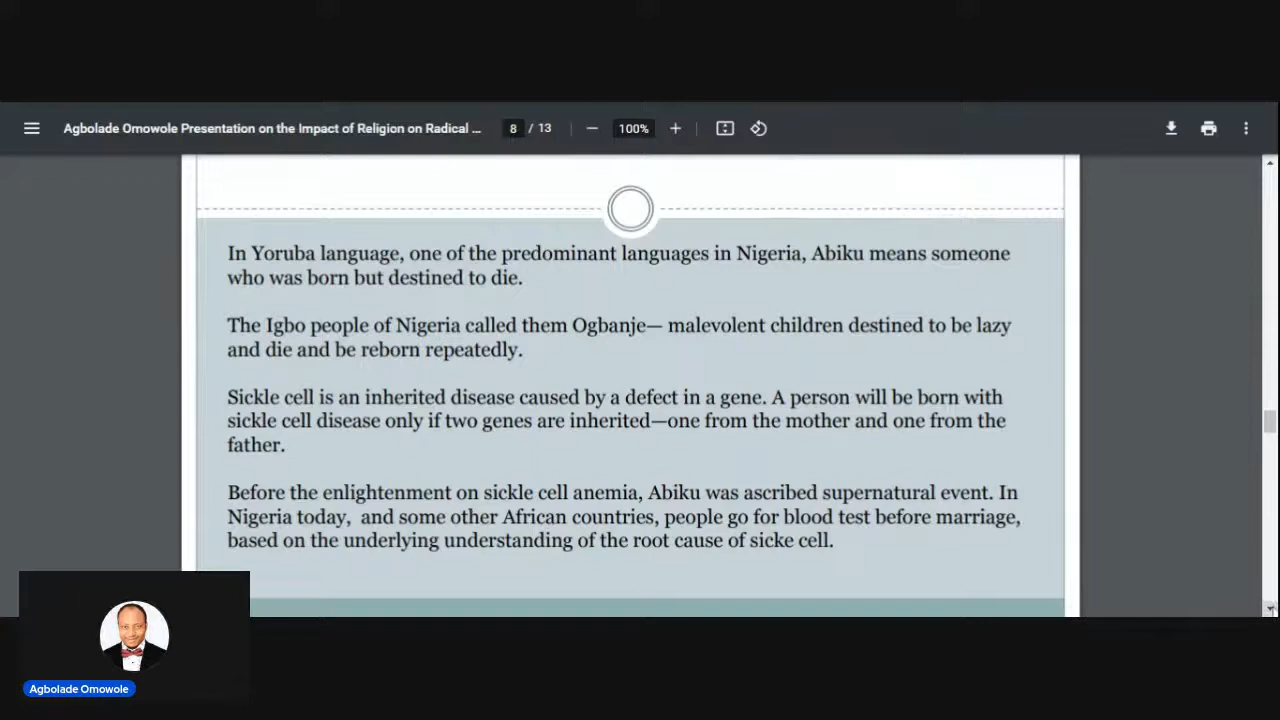 Agbolade Omowole Presentation on the Impact of Religion on Radical ...
8 / 13
100%
In Yoruba language, one of the predominant languages in Nigeria, Abiku means someone
who was born but destined to die.
The Igbo people of Nigeria called them Ogbanje— malevolent children destined to be lazy
and die and be reborn repeatedly.
Sickle cell is an inherited disease caused by a defect in a gene. A person will be born with
sickle cell disease only if two genes are inherited—one from the mother and one from the
father.
Before the enlightenment on sickle cell anemia, Abiku was ascribed supernatural event. In
Nigeria today,  and some other African countries, people go for blood test before marriage,
based on the underlying understanding of the root cause of sicke cell.
Agbolade Omowole